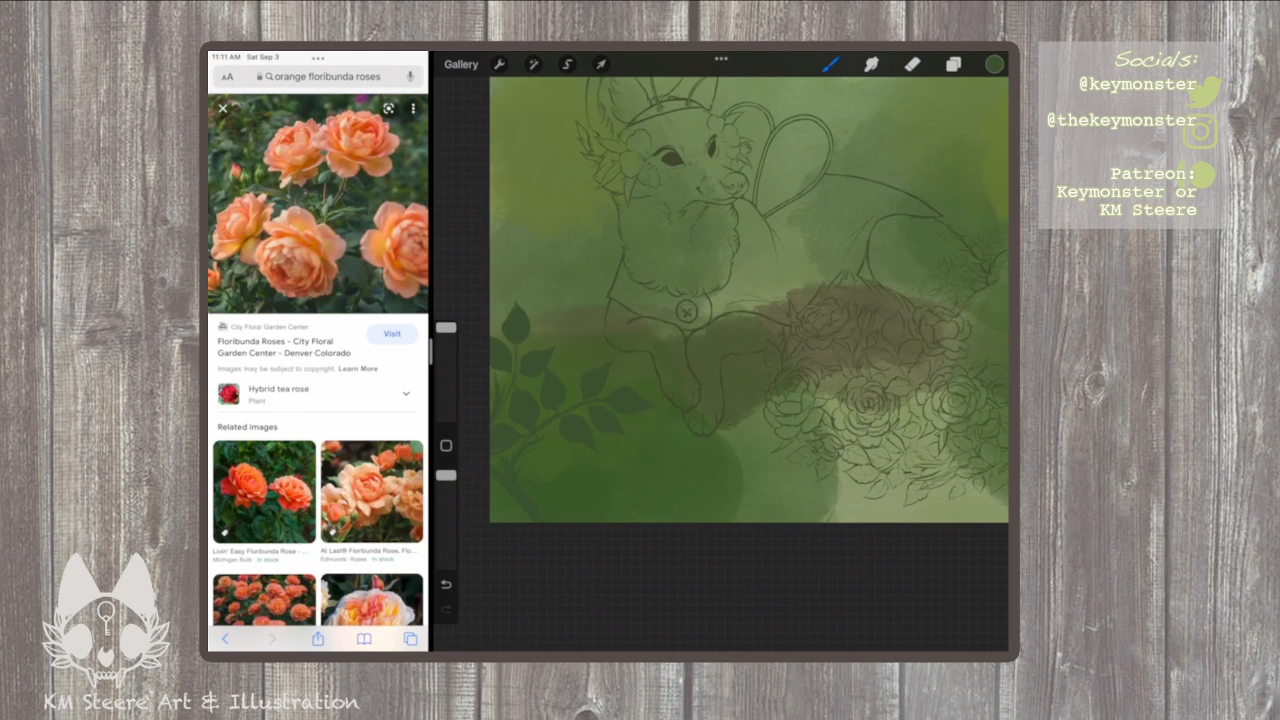 11:11 AM Sat Sep 3
AA orange floribunda roses
City Floral Garden Center
Floribunda Roses - City Floral
Garden Center - Denver Colorado
Visit
Images may be subject to copyright. Learn More
Hybrid tea rose
Plant
Related images
Livin' Easy Floribunda Rose - ...
Michigan Bulb · In stock
At Last® Floribunda Rose, Flo...
Edmunds' Roses · In stock
Gallery
Socials:
@keymonster
@thekeymonster
Patreon:
Keymonster or
KM Steere
KM Steere Art & Illustration